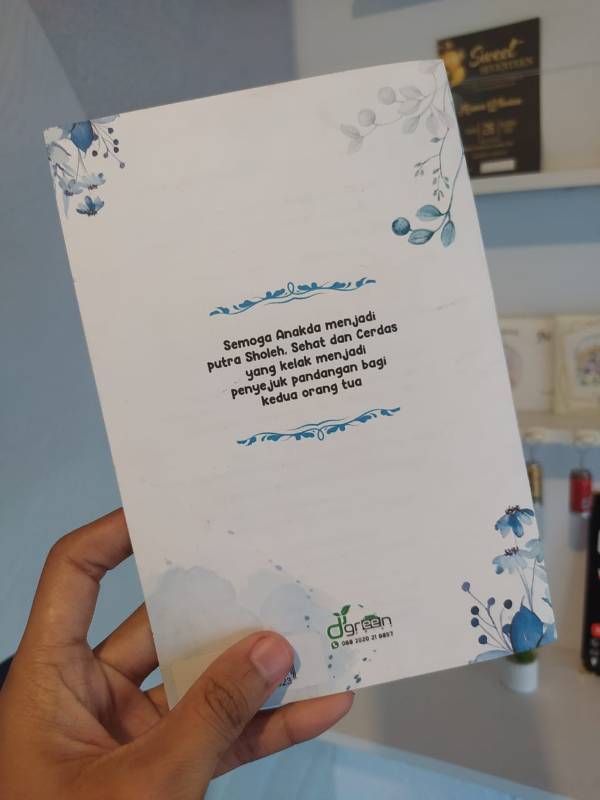 Sweet
SEVENTEEN
Semoga Anakda menjadi
putra Sholeh, Sehat dan Cerdas
yang kelak menjadi
penyejuk pandangan bagi
kedua orang tua
d'green